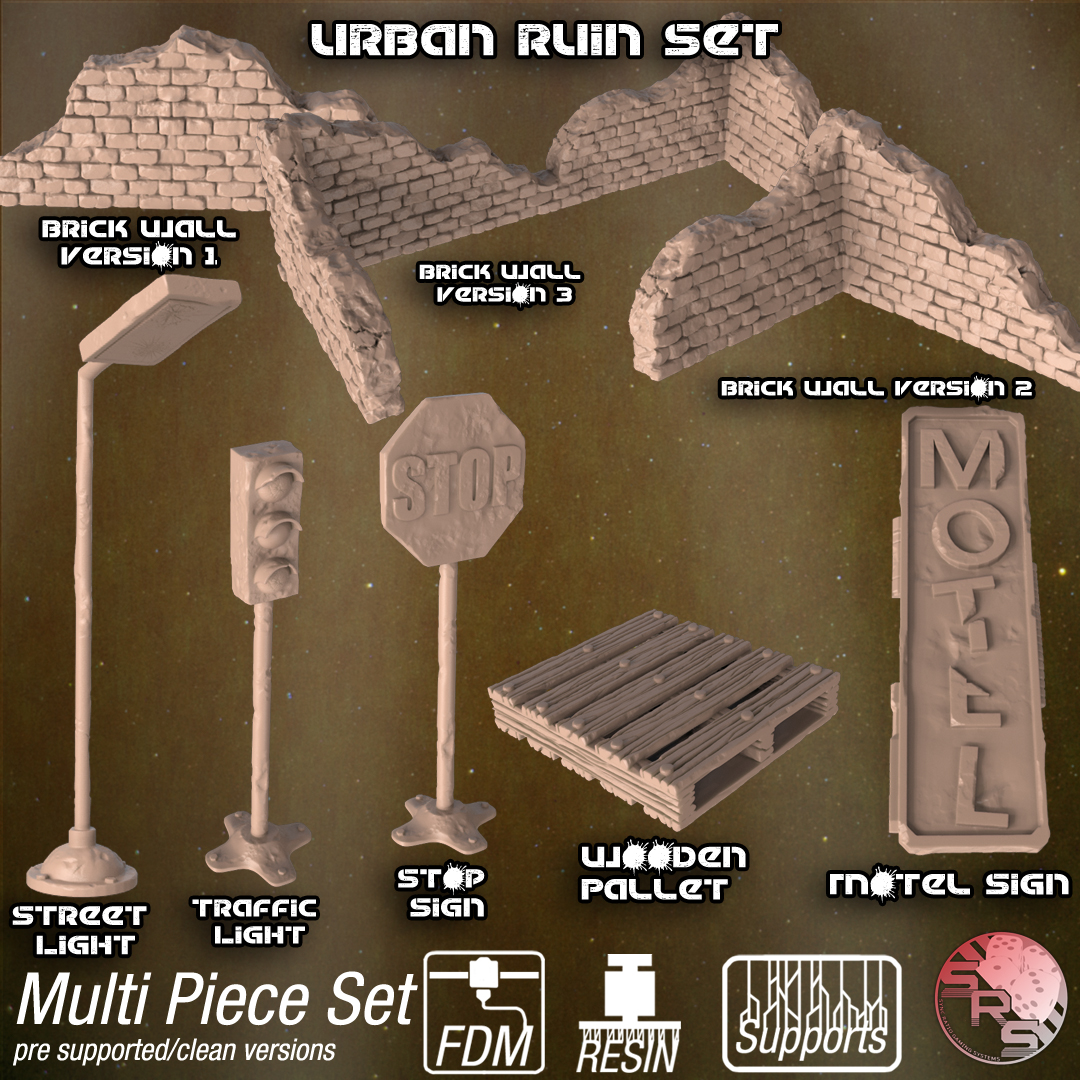 URBAN RUIN SET
BRICK WALL
VERSION 1
BRICK WALL
VERSION 3
BRICK WALL VERSION 2
STOP
MOTEL
STREET
LIGHT
TRAFFIC
LIGHT
STOP
SIGN
WOODEN
PALLET
MOTEL SIGN
Multi Piece Set
pre supported/clean versions
FDM
RESIN
Supports
SRS